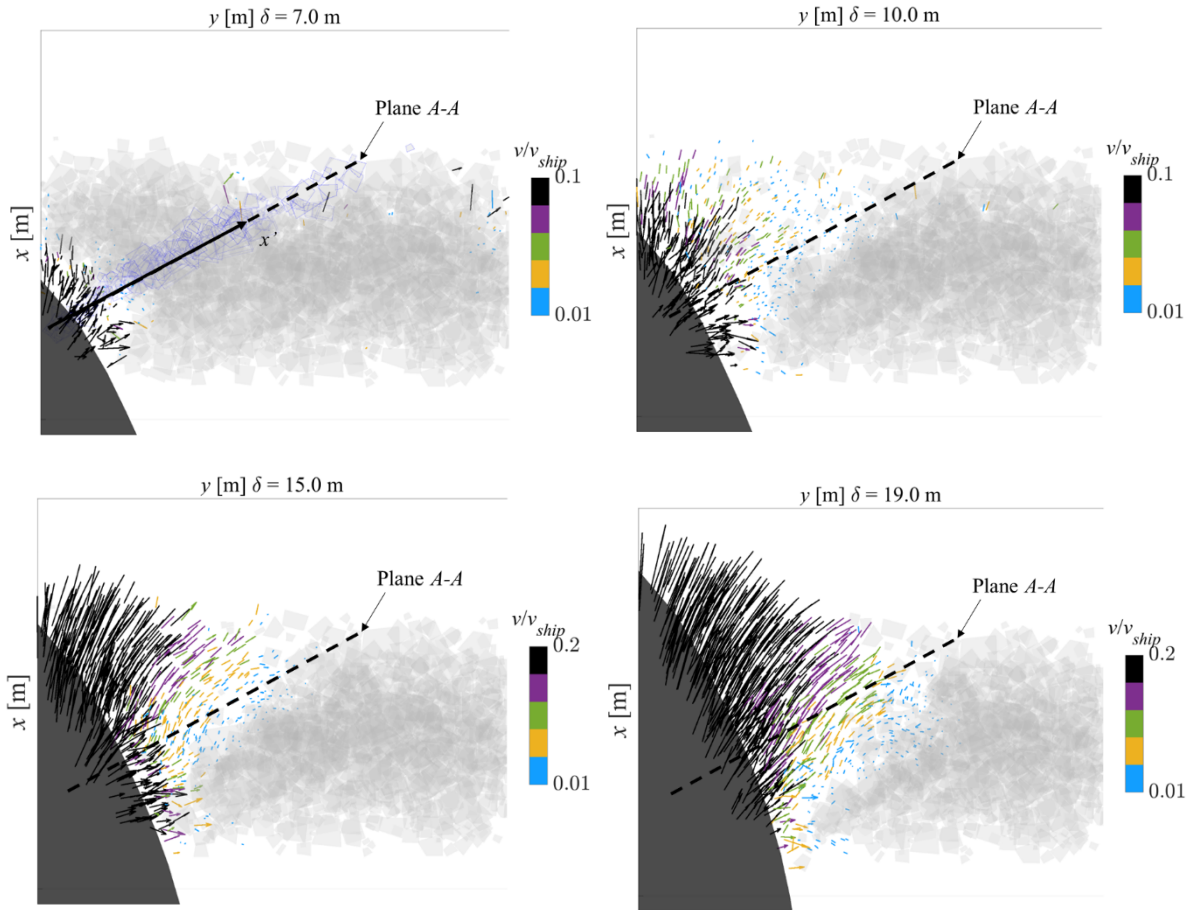 y [m] δ = 7.0 m
Plane A-A
v/vship
0.1
x'
x [m]
0.01
y [m] δ = 10.0 m
Plane A-A
v/vship
0.1
x [m]
0.01
y [m] δ = 15.0 m
Plane A-A
v/vship
0.2
x [m]
0.01
y [m] δ = 19.0 m
Plane A-A
v/vship
0.2
x [m]
0.01